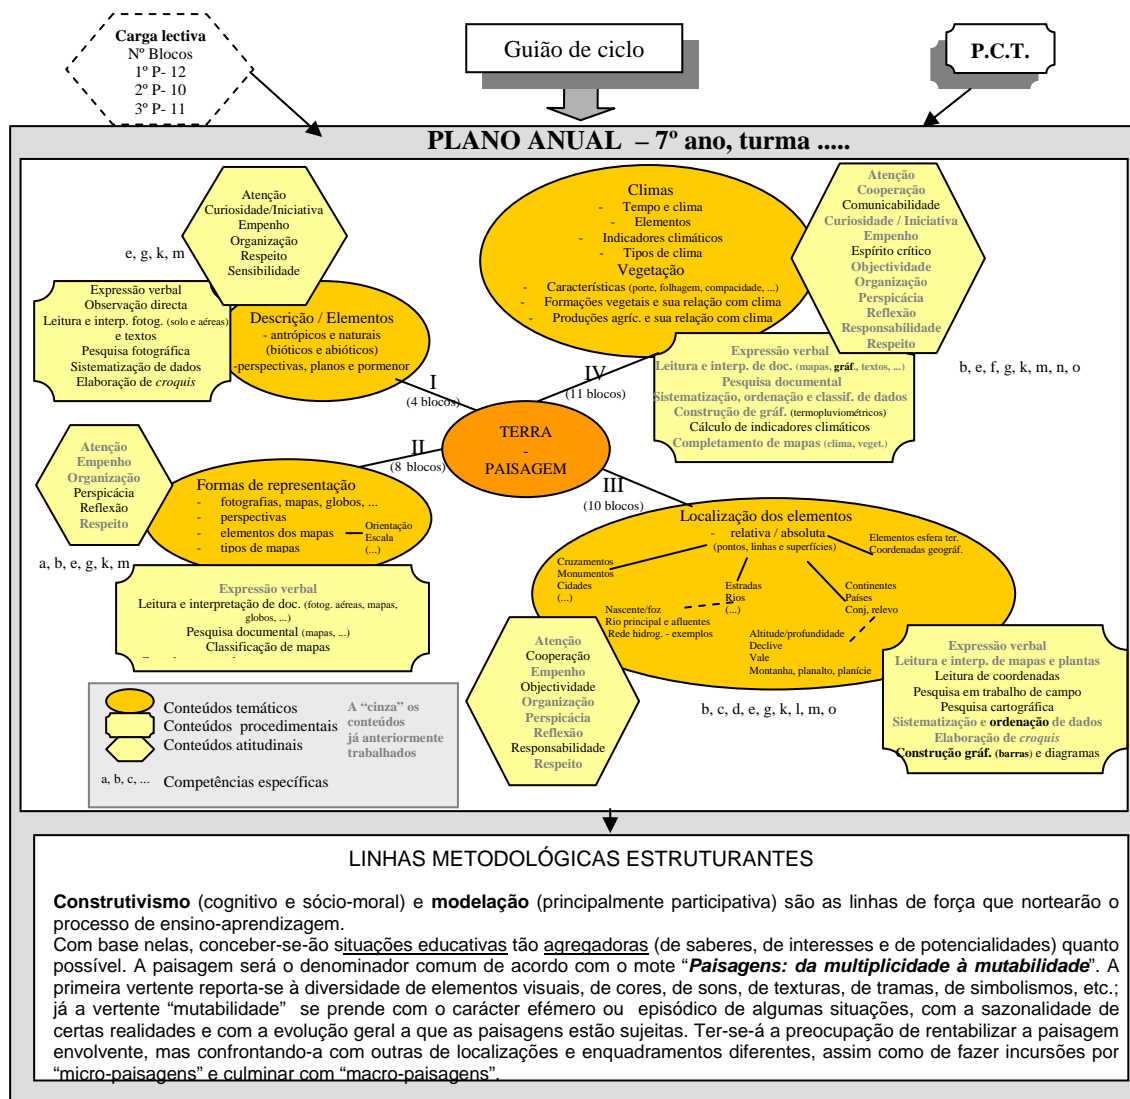 Carga lectiva
Nº Blocos
1º P- 12
2º P- 10
3º P- 11
Guião de ciclo
P.C.T.
PLANO ANUAL – 7º ano, turma .....
Atenção
Curiosidade/Iniciativa
Empenho
Organização
Respeito
Sensibilidade
e, g, k, m
Expressão verbal
Observação directa
Leitura e interp. fotog. (solo e aéreas)
e textos
Pesquisa fotográfica
Sistematização de dados
Elaboração de croquis
Descrição / Elementos
- antrópicos e naturais
(bióticos e abióticos)
-perspectivas, planos e pormenor
I
(4 blocos)
Climas
- Tempo e clima
- Elementos
- Indicadores climáticos
- Tipos de clima
Vegetação
- Características (porte, folhagem, compacidade, ...)
- Formações vegetais e sua relação com clima
- Produções agríc. e sua relação com clima
IV
(11 blocos)
Atenção
Cooperação
Comunicabilidade
Curiosidade / Iniciativa
Empenho
Espírito crítico
Objectividade
Organização
Perspicácia
Reflexão
Responsabilidade
Respeito
Expressão verbal
Leitura e interp. de doc. (mapas, gráf., textos, ...)
Pesquisa documental
Sistematização, ordenação e classif. de dados
Construção de gráf. (termopluviométricos)
Cálculo de indicadores climáticos
Completamento de mapas (clima, veget.)
b, e, f, g, k, m, n, o
TERRA
-
PAISAGEM
II
(8 blocos)
Atenção
Empenho
Organização
Perspicácia
Reflexão
Respeito
Formas de representação
- fotografias, mapas, globos, ...
- perspectivas
- elementos dos mapas
- tipos de mapas
Orientação
Escala
(...)
a, b, e, g, k, m
Expressão verbal
Leitura e interpretação de doc. (fotog. aéreas, mapas,
globos, ...)
Pesquisa documental (mapas, ...)
Classificação de mapas
III
(10 blocos)
Localização dos elementos
- relativa / absoluta
(pontos, linhas e superfícies)
Elementos esfera ter.
Coordenadas geográf.
Cruzamentos
Monumentos
Cidades
(...)
Estradas
Rios
(...)
Continentes
Países
Conj, relevo
Nascente/foz
Rio principal e afluentes
Rede hidrog. - exemplos
Altitude/profundidade
Declive
Vale
Montanha, planalto, planície
Atenção
Cooperação
Empenho
Objectividade
Organização
Perspicácia
Reflexão
Responsabilidade
Respeito
b, c, d, e, g, k, l, m, o
Expressão verbal
Leitura e interp. de mapas e plantas
Leitura de coordenadas
Pesquisa em trabalho de campo
Pesquisa cartográfica
Sistematização e ordenação de dados
Elaboração de croquis
Construção gráf. (barras) e diagramas
Conteúdos temáticos
Conteúdos procedimentais
Conteúdos atitudinais
a, b, c, ... Competências específicas
A “cinza” os
conteúdos
já anteriormente
trabalhados
LINHAS METODOLÓGICAS ESTRUTURANTES
Construtivismo (cognitivo e sócio-moral) e modelação (principalmente participativa) são as linhas de força que nortearão o
processo de ensino-aprendizagem.
Com base nelas, conceber-se-ão situações educativas tão agregadoras (de saberes, de interesses e de potencialidades) quanto
possível. A paisagem será o denominador comum de acordo com o mote “Paisagens: da multiplicidade à mutabilidade”. A
primeira vertente reporta-se à diversidade de elementos visuais, de cores, de sons, de texturas, de tramas, de simbolismos, etc.;
já a vertente “mutabilidade” se prende com o carácter efémero ou episódico de algumas situações, com a sazonalidade de
certas realidades e com a evolução geral a que as paisagens estão sujeitas. Ter-se-á a preocupação de rentabilizar a paisagem
envolvente, mas confrontando-a com outras de localizações e enquadramentos diferentes, assim como de fazer incursões por
“micro-paisagens” e culminar com “macro-paisagens”.